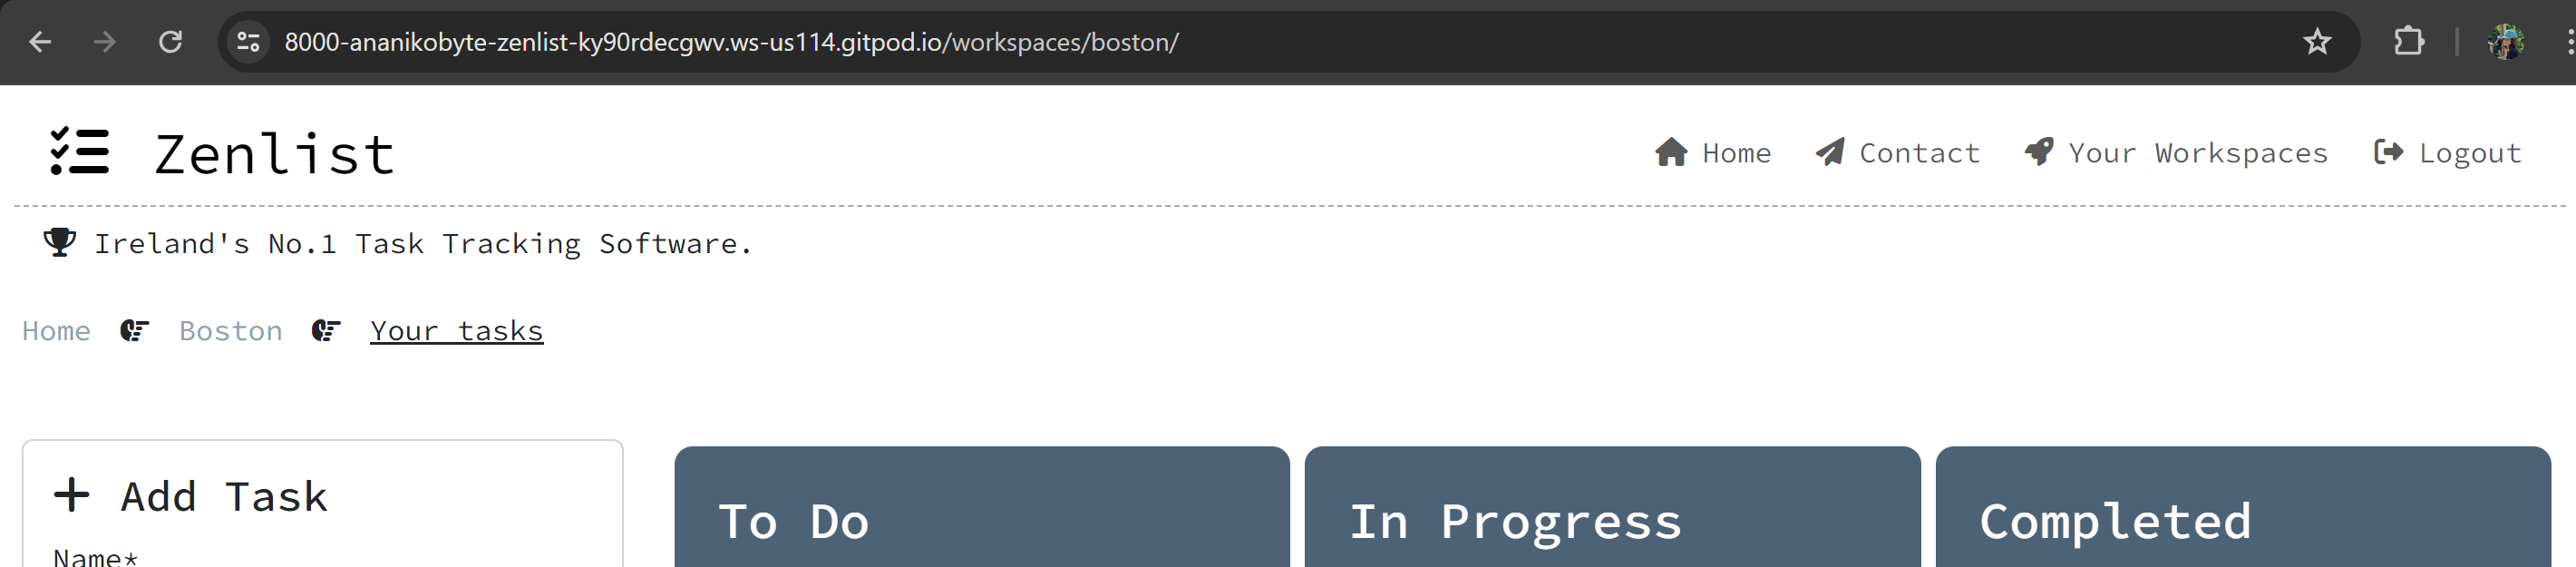 8000-ananikobyte-zenlist-ky90rdecgwv.ws-us114.gitpod.io/workspaces/boston/
Zenlist
Home Contact Your Workspaces Logout
Ireland's No.1 Task Tracking Software.
Home Boston Your tasks
Add Task
To Do
In Progress
Completed
Name*